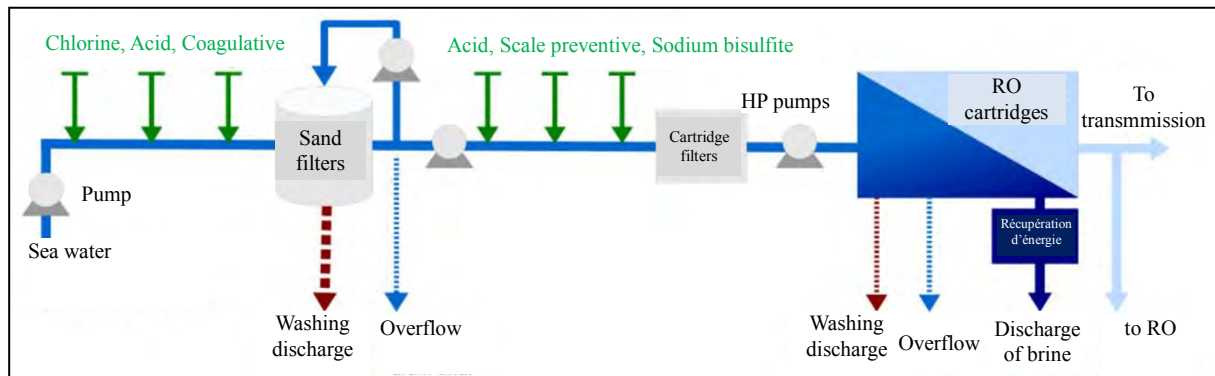 Chlorine, Acid, Coagulative
Acid, Scale preventive, Sodium bisulfite
HP pumps
RO
cartridges
To
transmmission
Sand
filters
Cartridge
filters
Pump
Sea water
Récupération
d'énergie
Washing
discharge
Overflow
Washing
discharge
Overflow
Discharge
of brine
to RO